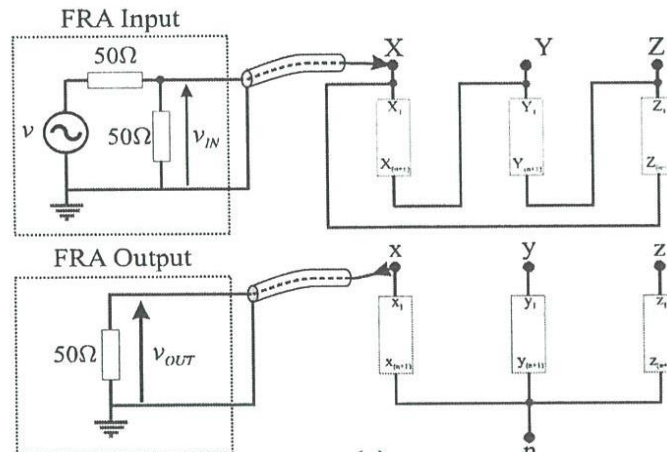 FRA Input
X Y Z
50Ω
v
50Ω
v_IN
X₁ Y₁ Z₁
X₍ₙ₊₁₎ Y₍ₙ₊₁₎
FRA Output
x y z
50Ω
v_OUT
x₁ y₁ z₁
x₍ₙ₊₁₎ y₍ₙ₊₁₎
n